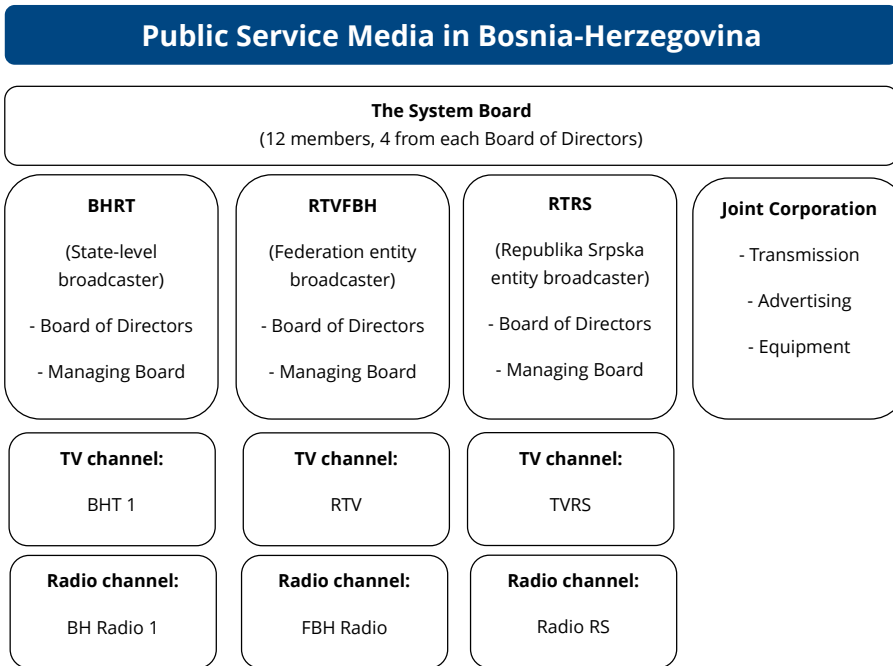 Public Service Media in Bosnia-Herzegovina
The System Board
(12 members, 4 from each Board of Directors)
BHRT
(State-level
broadcaster)
- Board of Directors
- Managing Board
RTVFBH
(Federation entity
broadcaster)
- Board of Directors
- Managing Board
RTRS
(Republika Srpska
entity broadcaster)
- Board of Directors
- Managing Board
Joint Corporation
- Transmission
- Advertising
- Equipment
TV channel:
BHT 1
TV channel:
RTV
TV channel:
TVRS
Radio channel:
BH Radio 1
Radio channel:
FBH Radio
Radio channel:
Radio RS